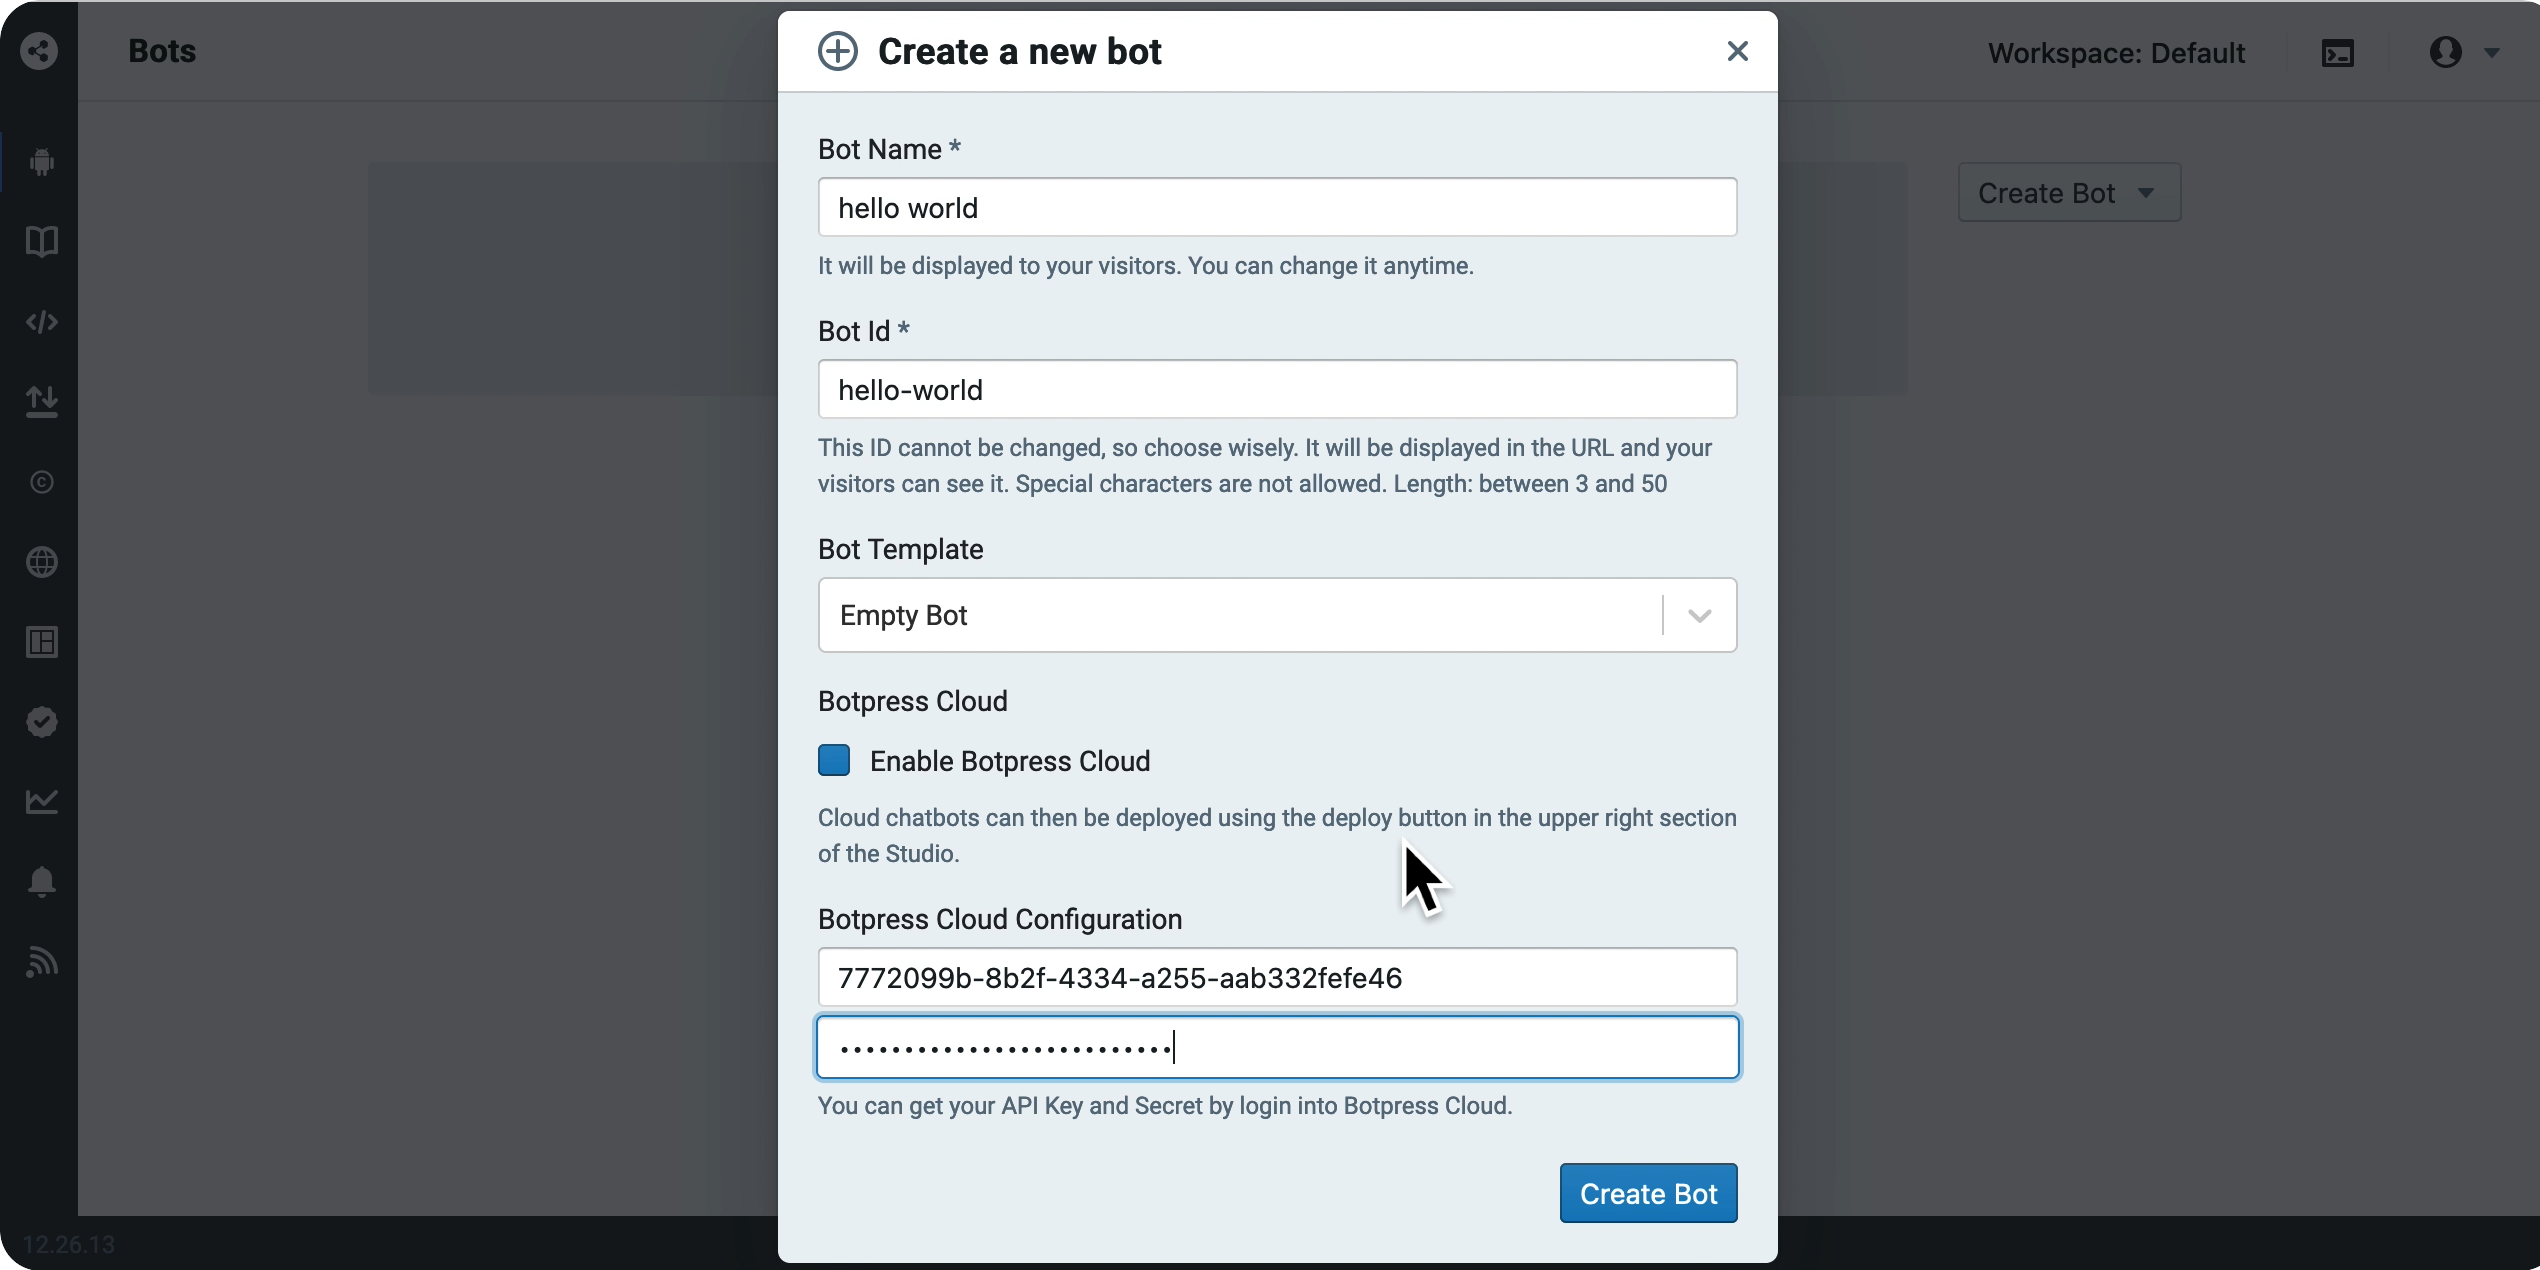 Bots
Workspace: Default
Create Bot
Create a new bot
Bot Name *
hello world
It will be displayed to your visitors. You can change it anytime.
Bot Id *
hello-world
This ID cannot be changed, so choose wisely. It will be displayed in the URL and your
visitors can see it. Special characters are not allowed. Length: between 3 and 50
Bot Template
Empty Bot
Botpress Cloud
Enable Botpress Cloud
Cloud chatbots can then be deployed using the deploy button in the upper right section
of the Studio.
Botpress Cloud Configuration
7772099b-8b2f-4334-a255-aab332fefe46
••••••••••••••••••••••••••
You can get your API Key and Secret by login into Botpress Cloud.
Create Bot
12.26.13